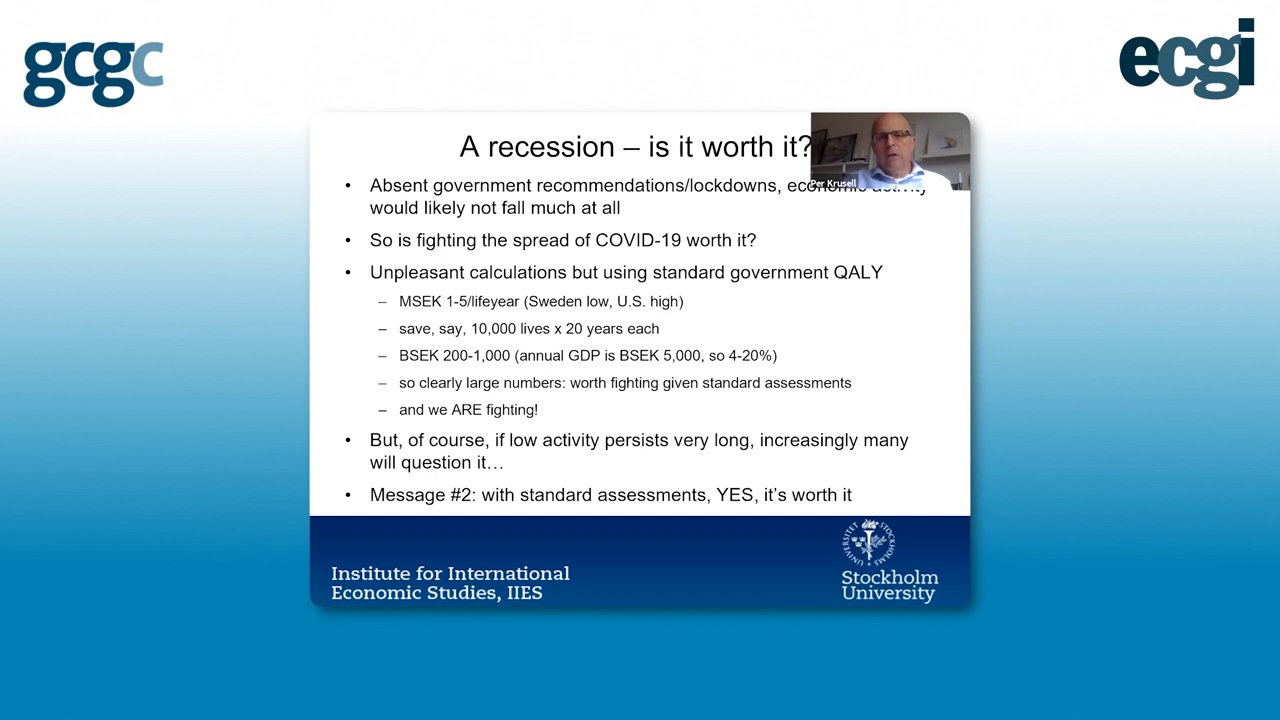 gcgc
ecgi
A recession – is it worth it?
Per Krusell
• Absent government recommendations/lockdowns, economic activity
would likely not fall much at all
• So is fighting the spread of COVID-19 worth it?
• Unpleasant calculations but using standard government QALY
– MSEK 1-5/lifeyear (Sweden low, U.S. high)
– save, say, 10,000 lives x 20 years each
– BSEK 200-1,000 (annual GDP is BSEK 5,000, so 4-20%)
– so clearly large numbers: worth fighting given standard assessments
– and we ARE fighting!
• But, of course, if low activity persists very long, increasingly many
will question it…
• Message #2: with standard assessments, YES, it's worth it
Institute for International
Economic Studies, IIES
Stockholm
University